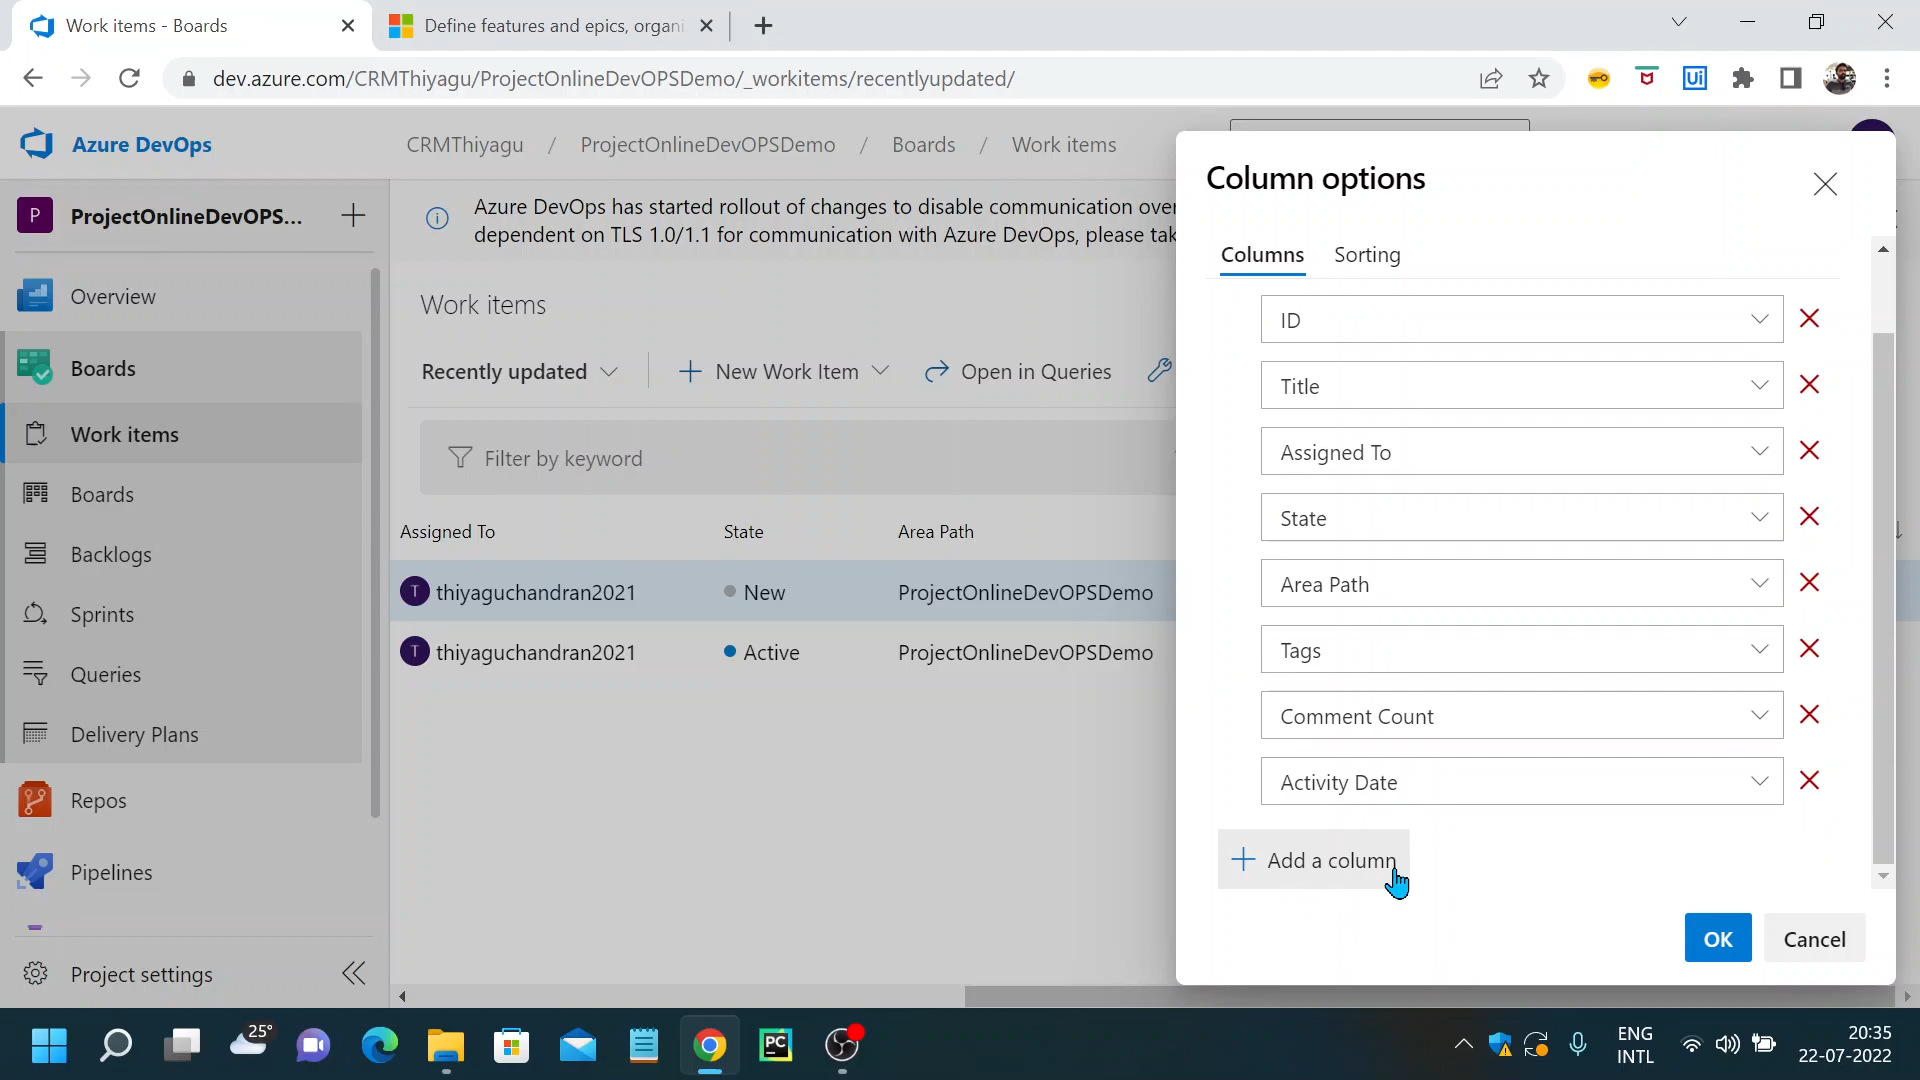 Work items - Boards
Define features and epics, organi
dev.azure.com/CRMThiyagu/ProjectOnlineDevOPSDemo/_workitems/recentlyupdated/
Ui
Azure DevOps
CRMThiyagu / ProjectOnlineDevOPSDemo / Boards / Work items
P
ProjectOnlineDevOPS...
Overview
Boards
Work items
Boards
Backlogs
Sprints
Queries
Delivery Plans
Repos
Pipelines
Project settings
Azure DevOps has started rollout of changes to disable communication over
dependent on TLS 1.0/1.1 for communication with Azure DevOps, please tak
Work items
Recently updated
New Work Item
Open in Queries
Filter by keyword
Assigned To State Area Path
T thiyaguchandran2021 New ProjectOnlineDevOPSDemo
T thiyaguchandran2021 Active ProjectOnlineDevOPSDemo
Column options
Columns Sorting
ID
Title
Assigned To
State
Area Path
Tags
Comment Count
Activity Date
Add a column
OK Cancel
25°
PC
ENG
INTL
20:35
22-07-2022